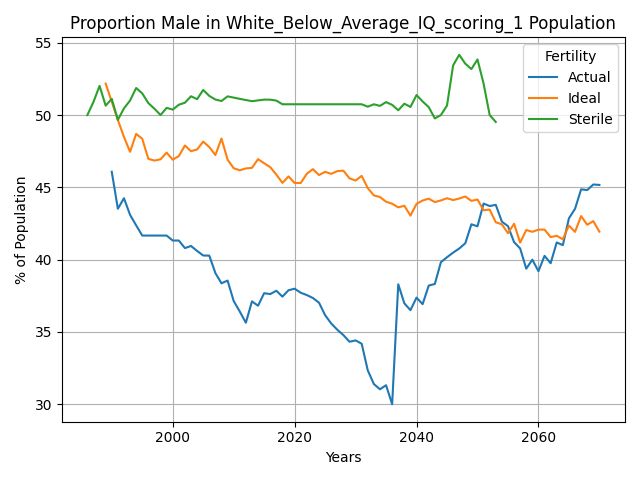 Proportion Male in White_Below_Average_IQ_scoring_1 Population
Fertility
Actual
Ideal
Sterile
% of Population
55
50
45
40
35
30
2000
2020
2040
2060
Years